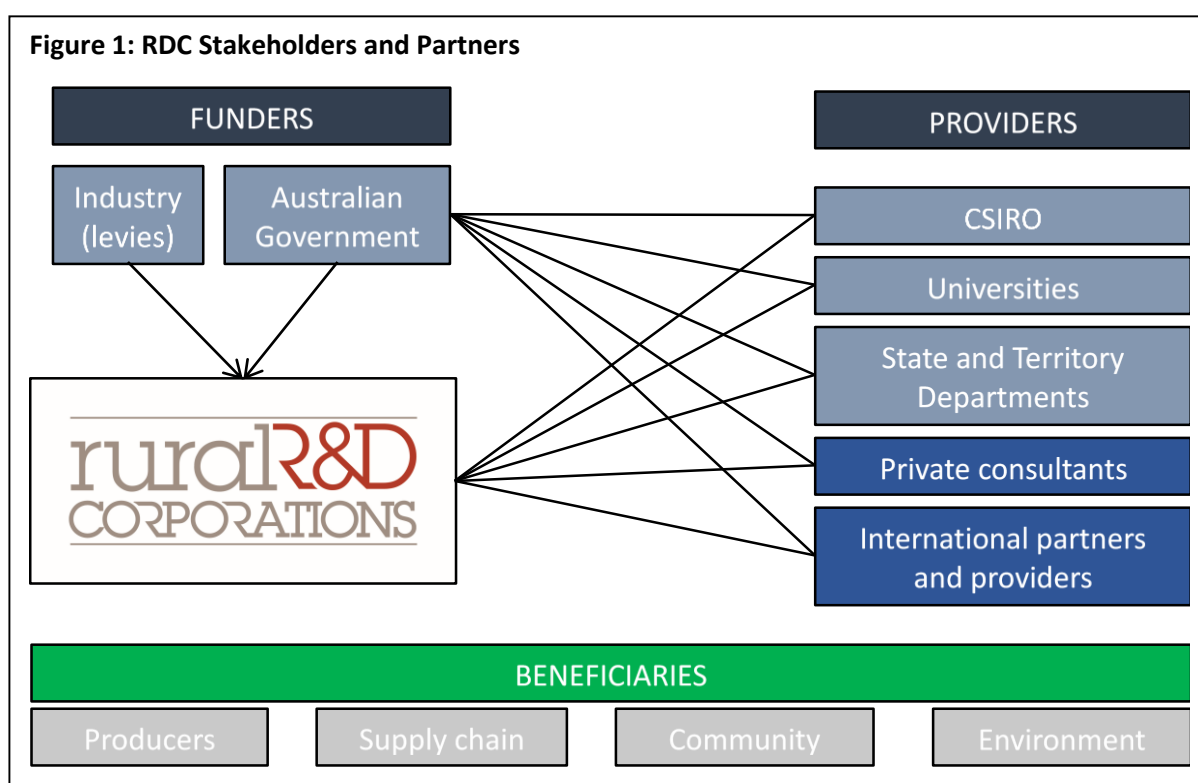 Figure 1: RDC Stakeholders and Partners
FUNDERS
PROVIDERS
Industry
(levies)
Australian
Government
CSIRO
Universities
State and Territory
Departments
Private consultants
International partners
and providers
ruralR&D
CORPORATIONS
BENEFICIARIES
Producers
Supply chain
Community
Environment